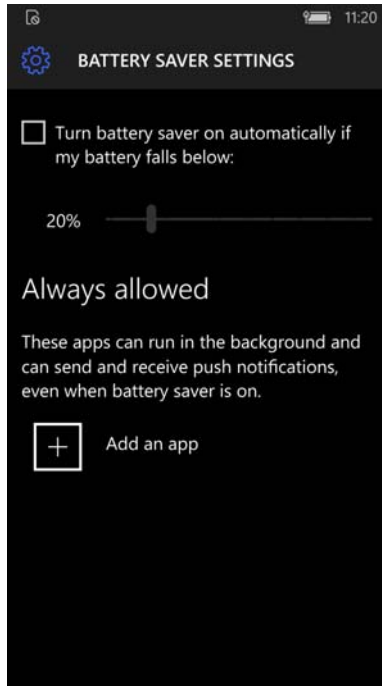 11:20
BATTERY SAVER SETTINGS
Turn battery saver on automatically if
my battery falls below:
20%
Always allowed
These apps can run in the background and
can send and receive push notifications,
even when battery saver is on.
Add an app